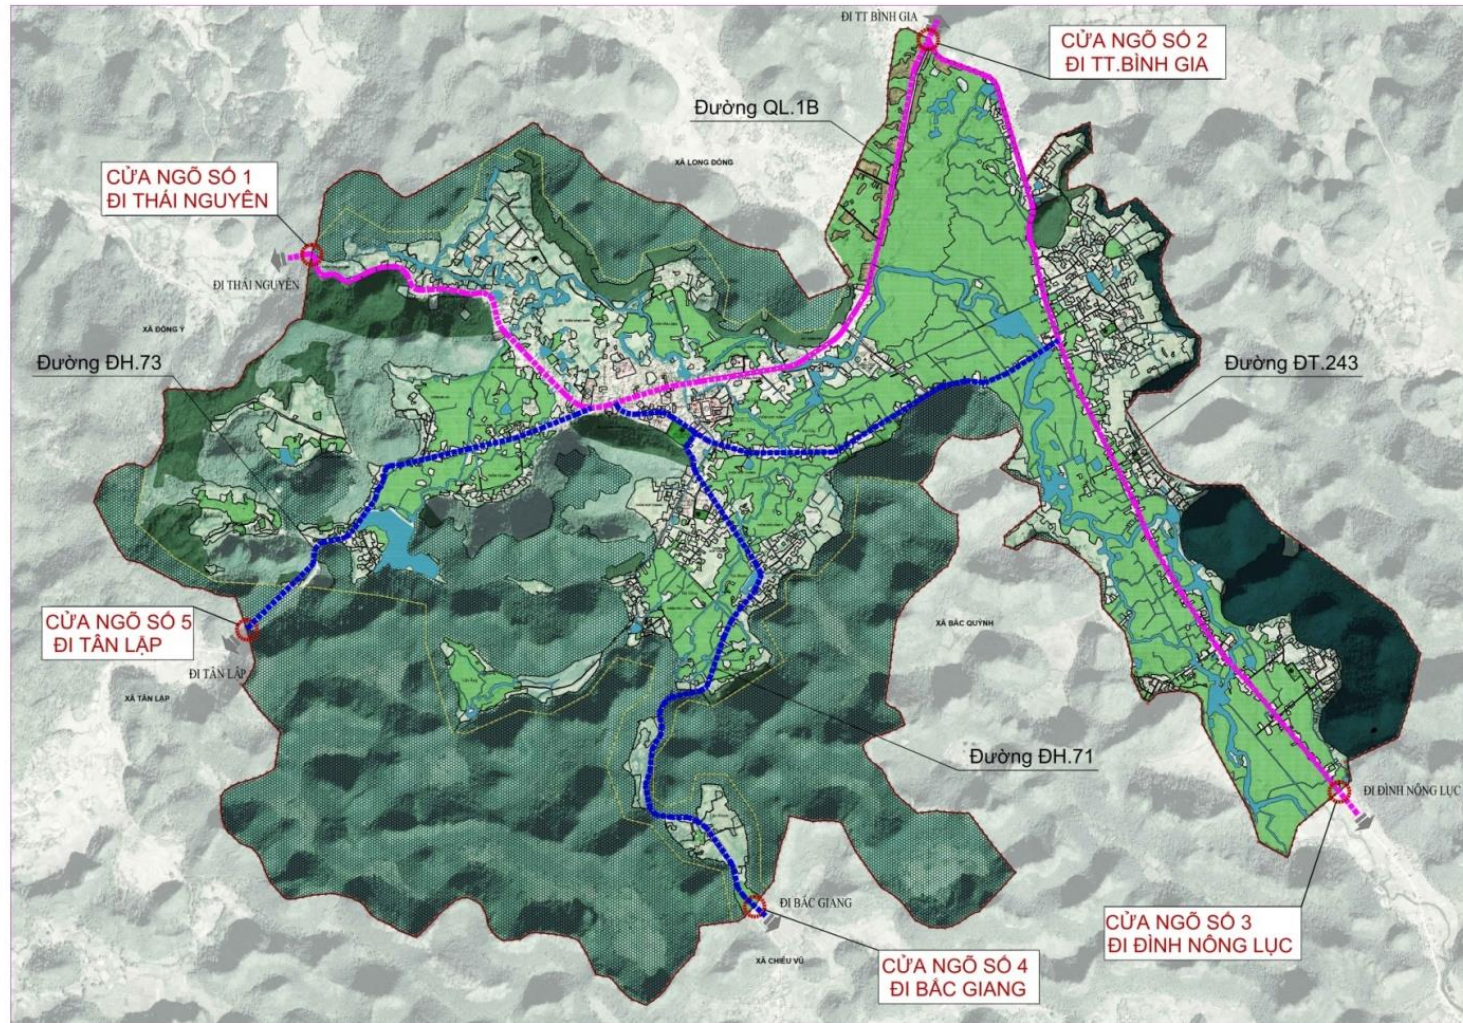 ĐI TT BÌNH GIA
CỬA NGÕ SỐ 2
ĐI TT.BÌNH GIA
Đường QL.1B
XÃ LONG ĐỐNG
CỬA NGÕ SỐ 1
ĐI THÁI NGUYÊN
ĐI THÁI NGUYÊN
XÃ ĐỒNG Ý
Đường ĐH.73
Đường ĐT.243
CỬA NGÕ SỐ 5
ĐI TÂN LẬP
ĐI TÂN LẬP
XÃ TÂN LẬP
XÃ BẮC QUỲNH
Đường ĐH.71
ĐI ĐÌNH NÔNG LỤC
CỬA NGÕ SỐ 3
ĐI ĐÌNH NÔNG LỤC
ĐI BẮC GIANG
XÃ CHIÊU VŨ
CỬA NGÕ SỐ 4
ĐI BẮC GIANG